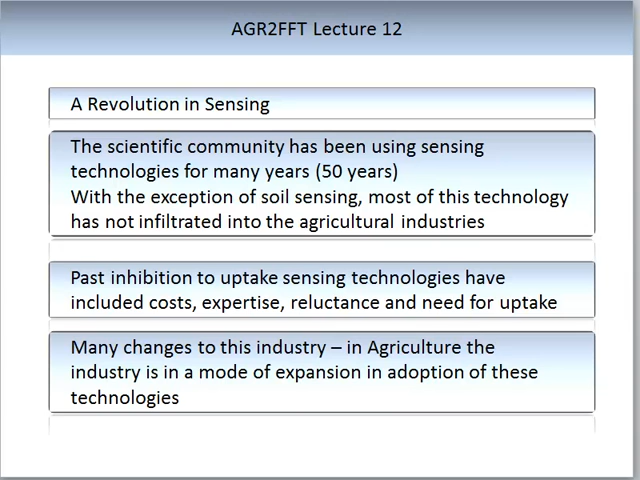 AGR2FFT Lecture 12
A Revolution in Sensing
The scientific community has been using sensing
technologies for many years (50 years)
With the exception of soil sensing, most of this technology
has not infiltrated into the agricultural industries
Past inhibition to uptake sensing technologies have
included costs, expertise, reluctance and need for uptake
Many changes to this industry – in Agriculture the
industry is in a mode of expansion in adoption of these
technologies